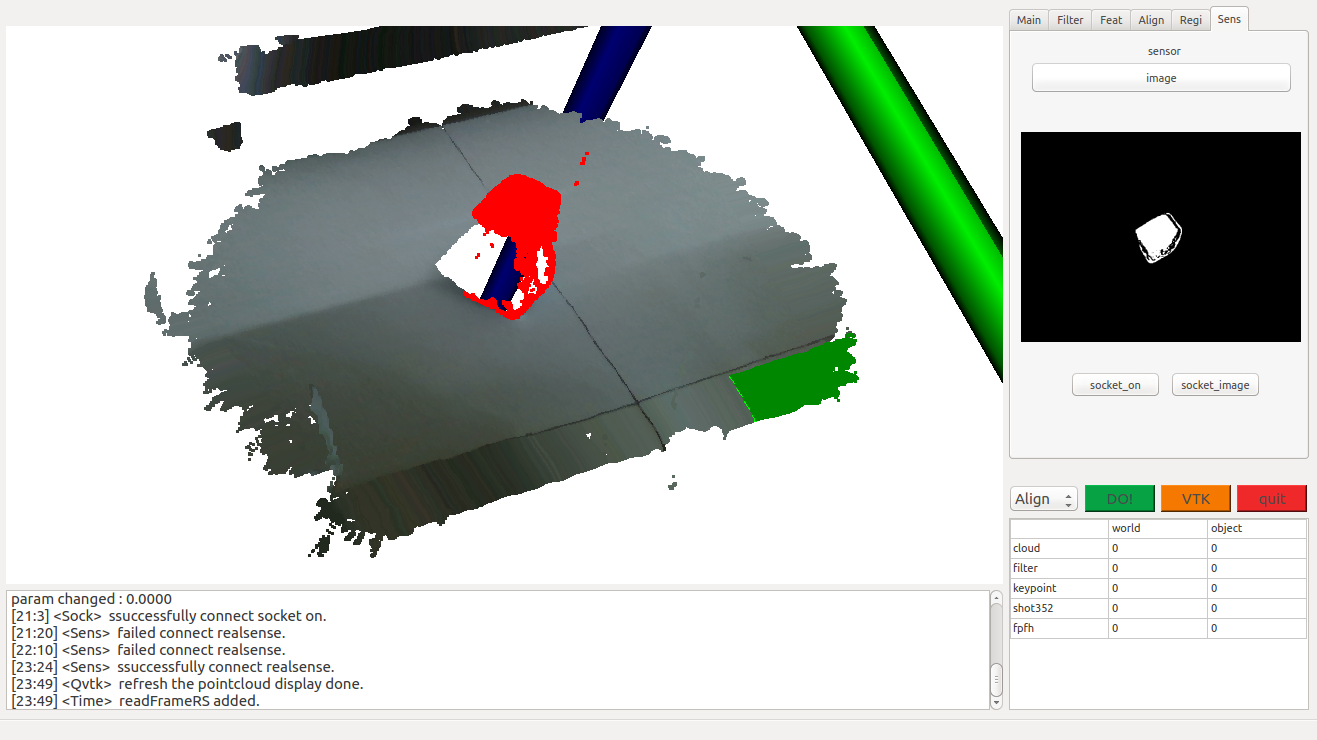 Main Filter Feat Align Regi Sens
sensor
image
socket_on socket_image
Align DO! VTK quit
world object
cloud 0 0
filter 0 0
keypoint 0 0
shot352 0 0
fpfh 0 0
param changed : 0.0000
[21:3] <Sock>  ssuccessfully connect socket on.
[21:20] <Sens>  failed connect realsense.
[22:10] <Sens>  failed connect realsense.
[23:24] <Sens>  ssuccessfully connect realsense.
[23:49] <Qvtk>  refresh the pointcloud display done.
[23:49] <Time>  readFrameRS added.